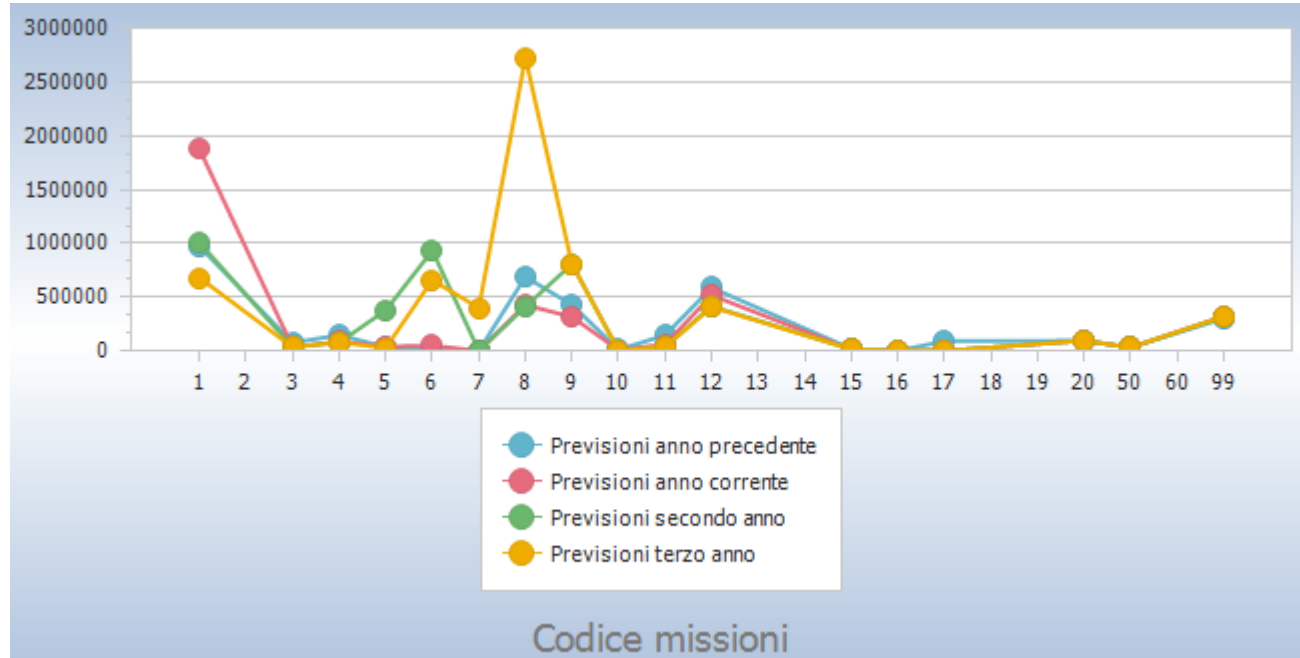 3000000
2500000
2000000
1500000
1000000
500000
0
1 2 3 4 5 6 7 8 9 10 11 12 13 14 15 16 17 18 19 20 50 60 99
Previsioni anno precedente
Previsioni anno corrente
Previsioni secondo anno
Previsioni terzo anno
Codice missioni